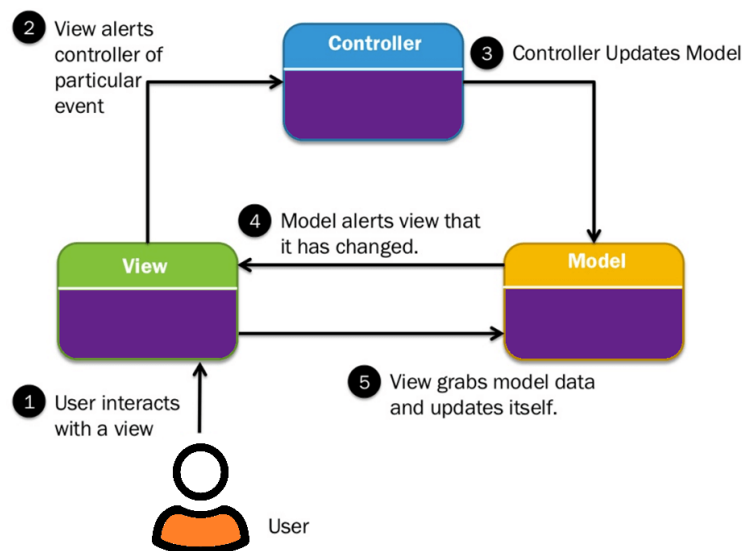 2 View alerts
controller of
particular
event
Controller
3 Controller Updates Model
4 Model alerts view that
it has changed.
View
Model
5 View grabs model data
and updates itself.
1 User interacts
with a view
User